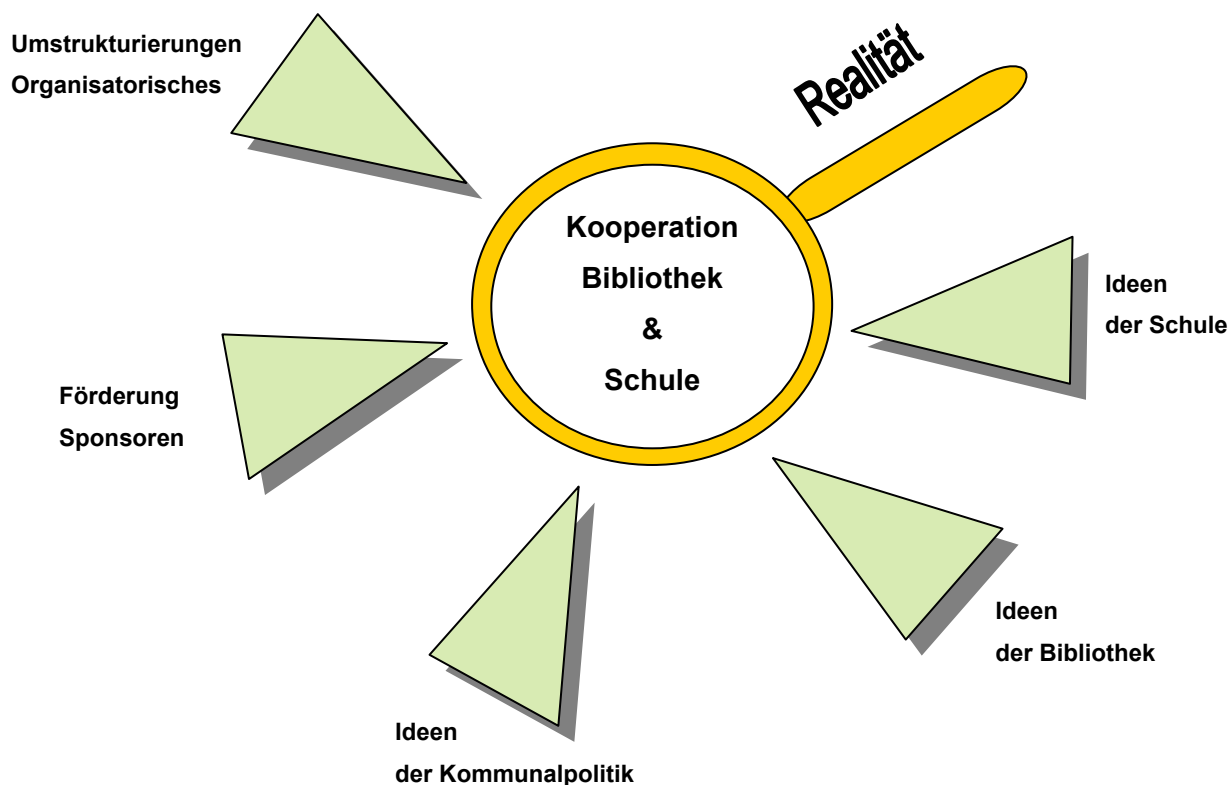 Umstrukturierungen
Organisatorisches
Realität
Kooperation
Bibliothek
&
Schule
Ideen
der Schule
Förderung
Sponsoren
Ideen
der Bibliothek
Ideen
der Kommunalpolitik